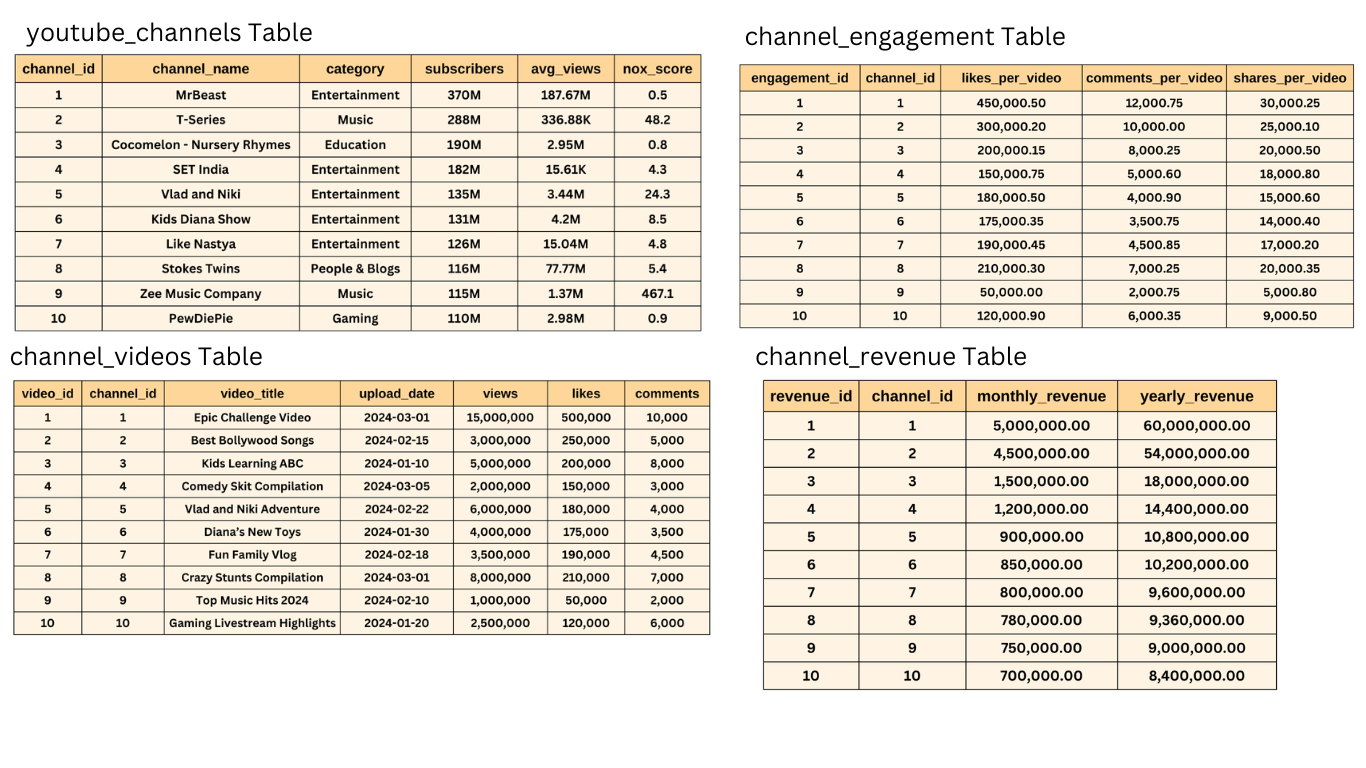 youtube_channels Table
channel_id channel_name category subscribers avg_views nox_score
1 MrBeast Entertainment 370M 187.67M 0.5
2 T-Series Music 288M 336.88K 48.2
3 Cocomelon - Nursery Rhymes Education 190M 2.95M 0.8
4 SET India Entertainment 182M 15.61K 4.3
5 Vlad and Niki Entertainment 135M 3.44M 24.3
6 Kids Diana Show Entertainment 131M 4.2M 8.5
7 Like Nastya Entertainment 126M 15.04M 4.8
8 Stokes Twins People & Blogs 116M 77.77M 5.4
9 Zee Music Company Music 115M 1.37M 467.1
10 PewDiePie Gaming 110M 2.98M 0.9
channel_engagement Table
engagement_id channel_id likes_per_video comments_per_video shares_per_video
1 1 450,000.50 12,000.75 30,000.25
2 2 300,000.20 10,000.00 25,000.10
3 3 200,000.15 8,000.25 20,000.50
4 4 150,000.75 5,000.60 18,000.80
5 5 180,000.50 4,000.90 15,000.60
6 6 175,000.35 3,500.75 14,000.40
7 7 190,000.45 4,500.85 17,000.20
8 8 210,000.30 7,000.25 20,000.35
9 9 50,000.00 2,000.75 5,000.80
10 10 120,000.90 6,000.35 9,000.50
channel_videos Table
video_id channel_id video_title upload_date views likes comments
1 1 Epic Challenge Video 2024-03-01 15,000,000 500,000 10,000
2 2 Best Bollywood Songs 2024-02-15 3,000,000 250,000 5,000
3 3 Kids Learning ABC 2024-01-10 5,000,000 200,000 8,000
4 4 Comedy Skit Compilation 2024-03-05 2,000,000 150,000 3,000
5 5 Vlad and Niki Adventure 2024-02-22 6,000,000 180,000 4,000
6 6 Diana’s New Toys 2024-01-30 4,000,000 175,000 3,500
7 7 Fun Family Vlog 2024-02-18 3,500,000 190,000 4,500
8 8 Crazy Stunts Compilation 2024-03-01 8,000,000 210,000 7,000
9 9 Top Music Hits 2024 2024-02-10 1,000,000 50,000 2,000
10 10 Gaming Livestream Highlights 2024-01-20 2,500,000 120,000 6,000
channel_revenue Table
revenue_id channel_id monthly_revenue yearly_revenue
1 1 5,000,000.00 60,000,000.00
2 2 4,500,000.00 54,000,000.00
3 3 1,500,000.00 18,000,000.00
4 4 1,200,000.00 14,400,000.00
5 5 900,000.00 10,800,000.00
6 6 850,000.00 10,200,000.00
7 7 800,000.00 9,600,000.00
8 8 780,000.00 9,360,000.00
9 9 750,000.00 9,000,000.00
10 10 700,000.00 8,400,000.00